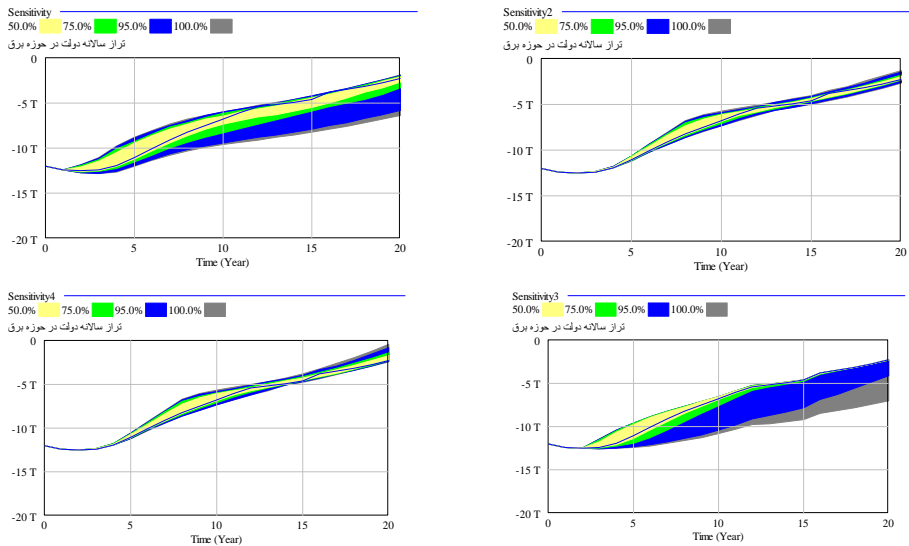 Sensitivity
50.0% 75.0% 95.0% 100.0%
تراز سالانه دولت در حوزه برق
0
-5 T
-10 T
-15 T
-20 T
0 5 10 15 20
Time (Year)
Sensitivity2
50.0% 75.0% 95.0% 100.0%
تراز سالانه دولت در حوزه برق
0
-5 T
-10 T
-15 T
-20 T
0 5 10 15 20
Time (Year)
Sensitivity4
50.0% 75.0% 95.0% 100.0%
تراز سالانه دولت در حوزه برق
0
-5 T
-10 T
-15 T
-20 T
0 5 10 15 20
Time (Year)
Sensitivity3
50.0% 75.0% 95.0% 100.0%
تراز سالانه دولت در حوزه برق
0
-5 T
-10 T
-15 T
-20 T
0 5 10 15 20
Time (Year)